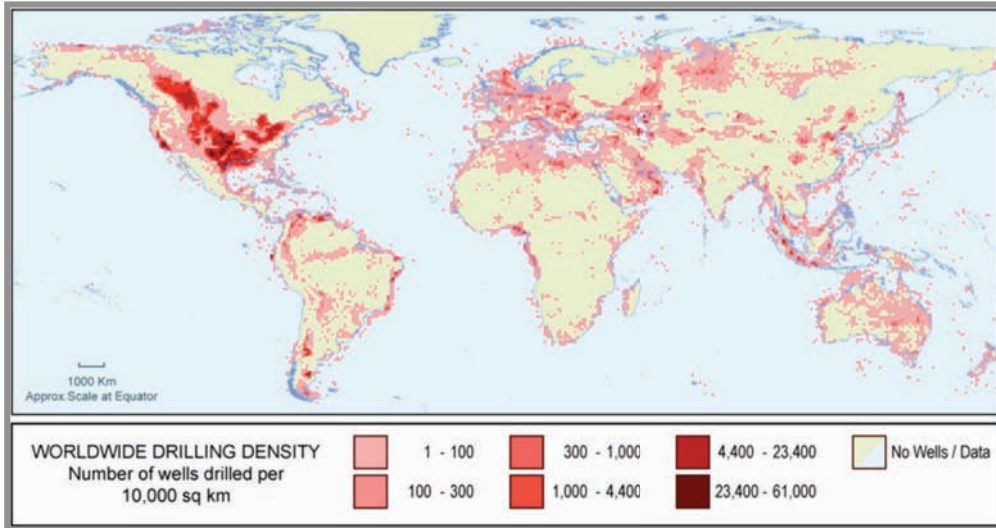 1000 Km
Approx.Scale at Equator
WORLDWIDE DRILLING DENSITY
Number of wells drilled per
10,000 sq km
1 - 100
100 - 300
300 - 1,000
1,000 - 4,400
4,400 - 23,400
23,400 - 61,000
No Wells / Data